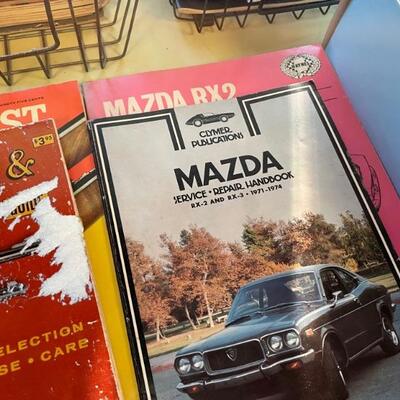 MAZDA RX2
CLYMER
PUBLICATIONS
MAZDA
SERVICE • REPAIR HANDBOOK
RX-2 AND RX-3 • 1971-1974
ST
&
$3.95
ELECTION
SE • CARE